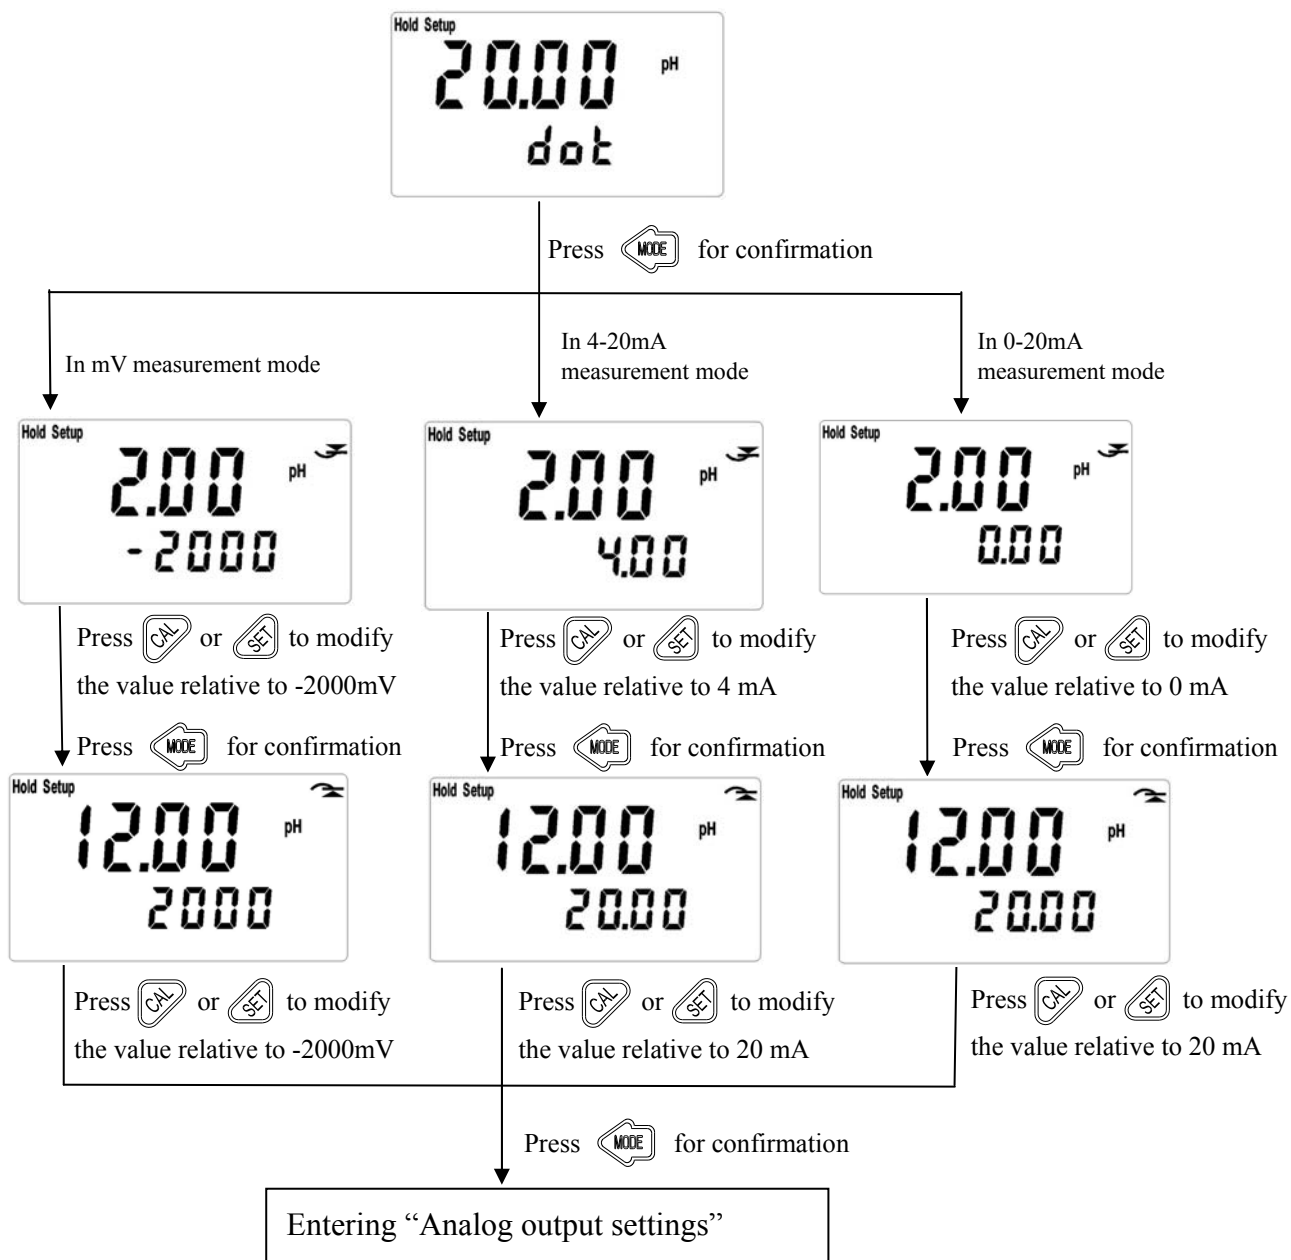 Hold Setup
20.00 pH
dot
Press MODE for confirmation
In mV measurement mode
In 4-20mA
measurement mode
In 0-20mA
measurement mode
Hold Setup
2.00 pH
-2000
Hold Setup
2.00 pH
4.00
Hold Setup
2.00 pH
0.00
Press CAL or SET to modify
the value relative to -2000mV
Press MODE for confirmation
Press CAL or SET to modify
the value relative to 4 mA
Press MODE for confirmation
Press CAL or SET to modify
the value relative to 0 mA
Press MODE for confirmation
Hold Setup
12.00 pH
2000
Hold Setup
12.00 pH
20.00
Hold Setup
12.00 pH
20.00
Press CAL or SET to modify
the value relative to -2000mV
Press CAL or SET to modify
the value relative to 20 mA
Press CAL or SET to modify
the value relative to 20 mA
Press MODE for confirmation
Entering “Analog output settings”